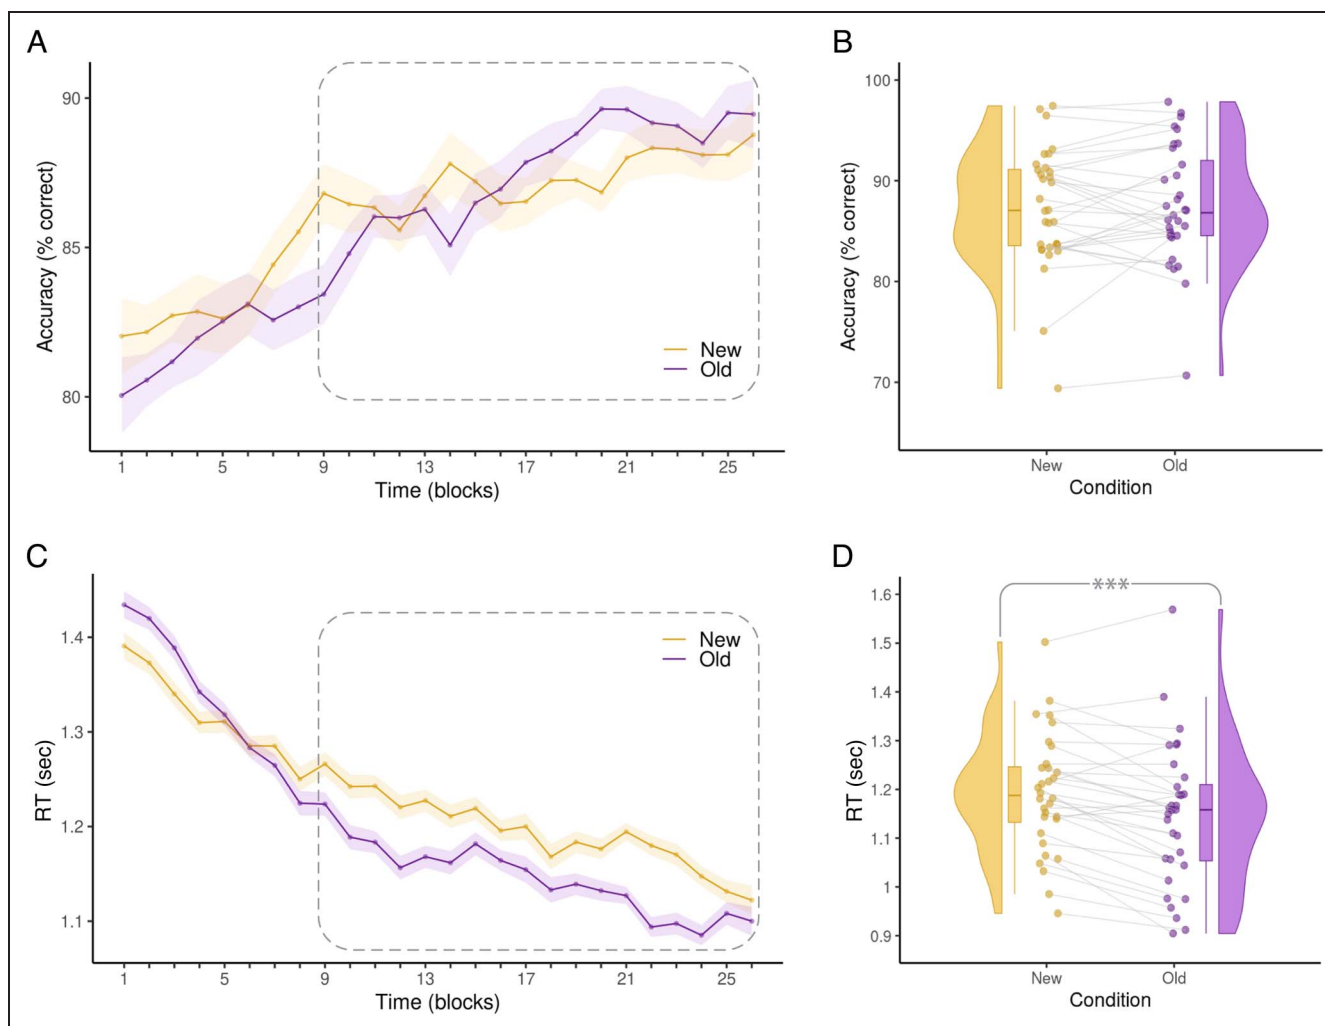 A
Accuracy (% correct)
90
85
80
New
Old
1 5 9 13 17 21 25
Time (blocks)
B
Accuracy (% correct)
100
90
80
70
New Old
Condition
C
RT (sec)
1.4
1.3
1.2
1.1
New
Old
1 5 9 13 17 21 25
Time (blocks)
D
***
RT (sec)
1.6
1.5
1.4
1.3
1.2
1.1
1
0.9
New Old
Condition